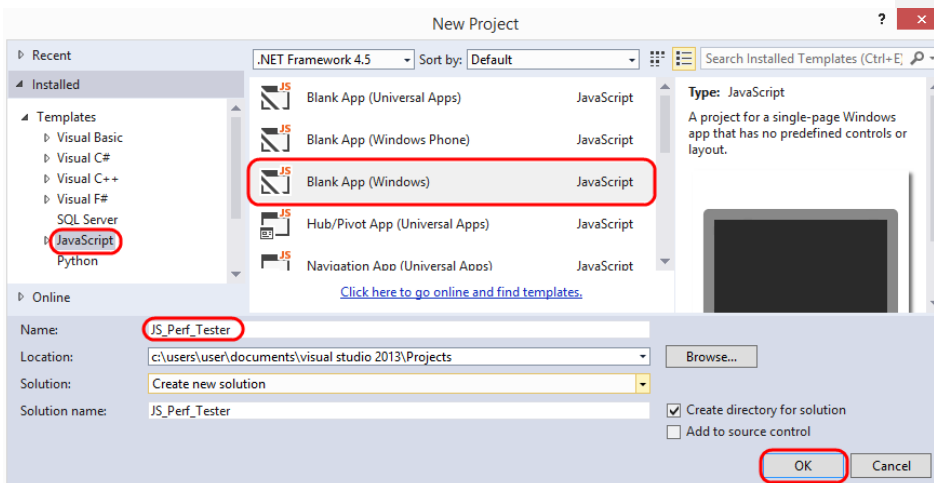 New Project
? ×
Recent
.NET Framework 4.5 Sort by: Default Search Installed Templates (Ctrl+E)
Installed
Templates
Visual Basic
Visual C#
Visual C++
Visual F#
SQL Server
JavaScript
Python
Online
JS Blank App (Universal Apps) JavaScript
JS Blank App (Windows Phone) JavaScript
JS Blank App (Windows) JavaScript
JS Hub/Pivot App (Universal Apps) JavaScript
JS Navigation App (Universal Apps) JavaScript
Click here to go online and find templates.
Type: JavaScript
A project for a single-page Windows
app that has no predefined controls or
layout.
Name: JS_Perf_Tester
Location: c:\users\user\documents\visual studio 2013\Projects Browse...
Solution: Create new solution
Solution name: JS_Perf_Tester
Create directory for solution
Add to source control
OK Cancel